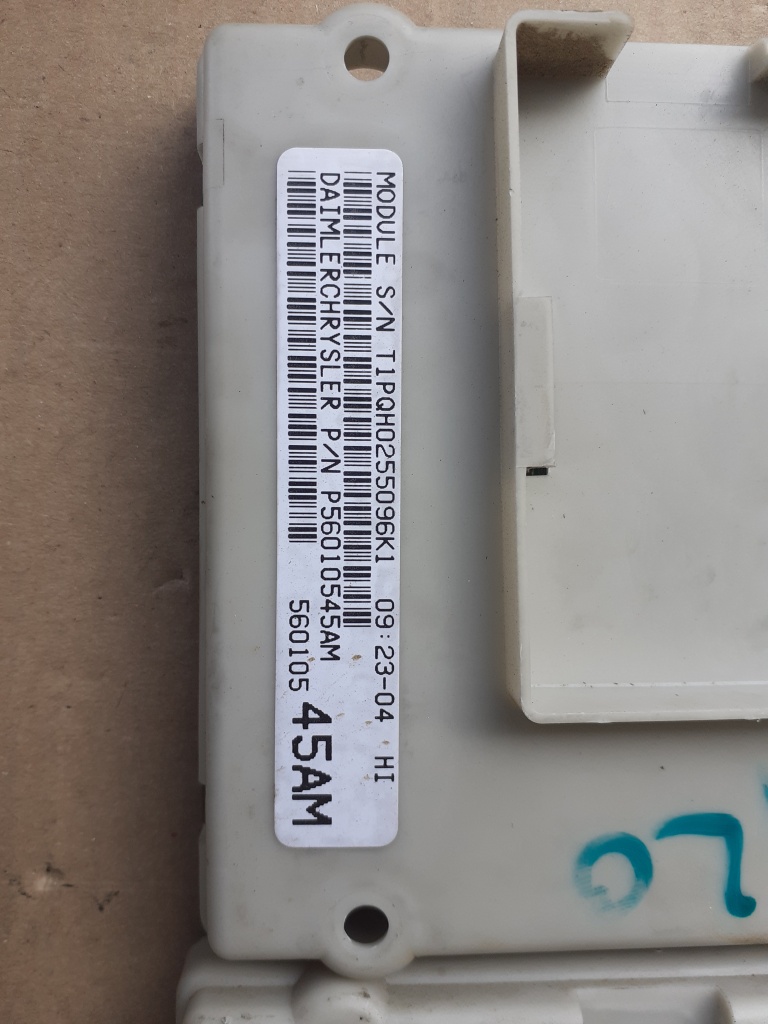 MODULE S/N T1PQH0255096K1 09:23-04 HI
DAIMLERCHRYSLER P/N P56010545AM
560105 45AM